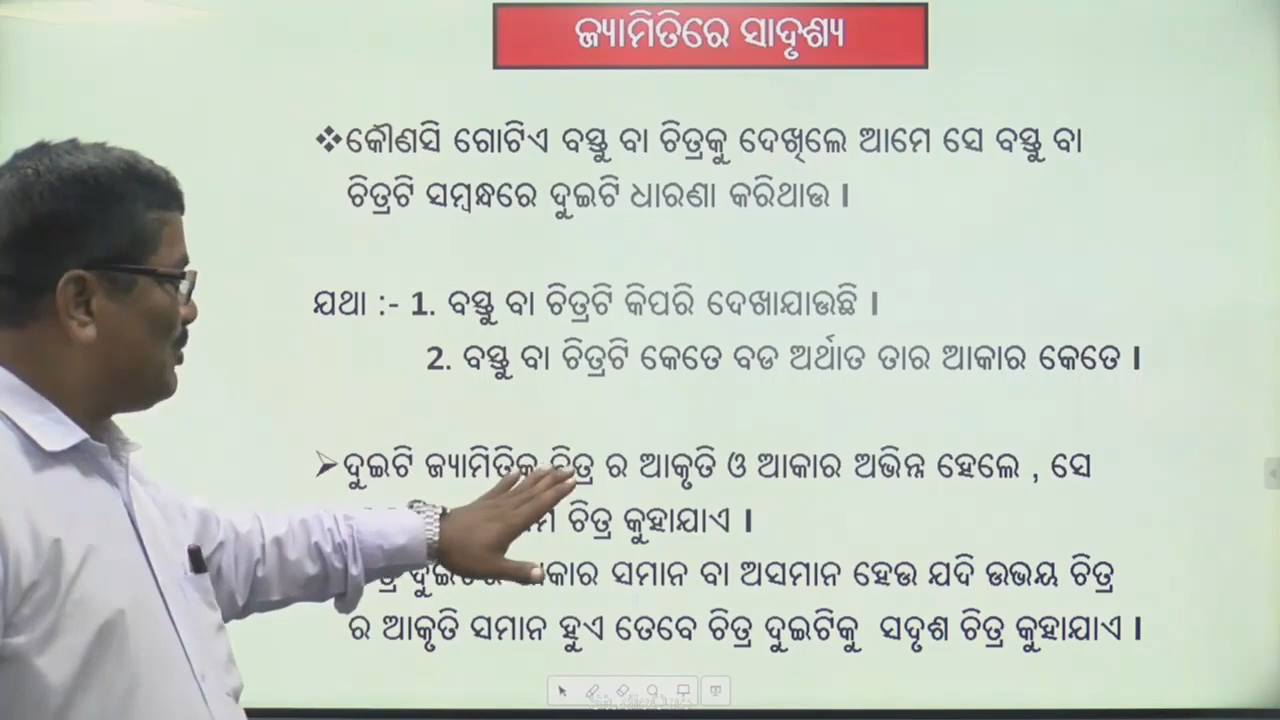 ଜ୍ୟାମିତିରେ ସାଦୃଶ୍ୟ
❖କୌଣସି ଗୋଟିଏ ବସ୍ତୁ ବା ଚିତ୍ରକୁ ଦେଖିଲେ ଆମେ ସେ ବସ୍ତୁ ବା
ଚିତ୍ରଟି ସମ୍ବନ୍ଧରେ ଦୁଇଟି ଧାରଣା କରିଥାଉ ।
ଯଥା :- 1. ବସ୍ତୁ ବା ଚିତ୍ରଟି କିପରି ଦେଖାଯାଉଛି ।
2. ବସ୍ତୁ ବା ଚିତ୍ରଟି କେତେ ବଡ ଅର୍ଥାତ ତାର ଆକାର କେତେ ।
➢ଦୁଇଟି ଜ୍ୟାମିତିକ ଚିତ୍ର ର ଆକୃତି ଓ ଆକାର ଅଭିନ୍ନ ହେଲେ , ସେ
ଚିତ୍ର କୁହାଯାଏ ।
ଆକାର ସମାନ ବା ଅସମାନ ହେଉ ଯଦି ଉଭୟ ଚିତ୍ର
ର ଆକୃତି ସମାନ ହୁଏ ତେବେ ଚିତ୍ର ଦୁଇଟିକୁ ସଦୃଶ ଚିତ୍ର କୁହାଯାଏ ।